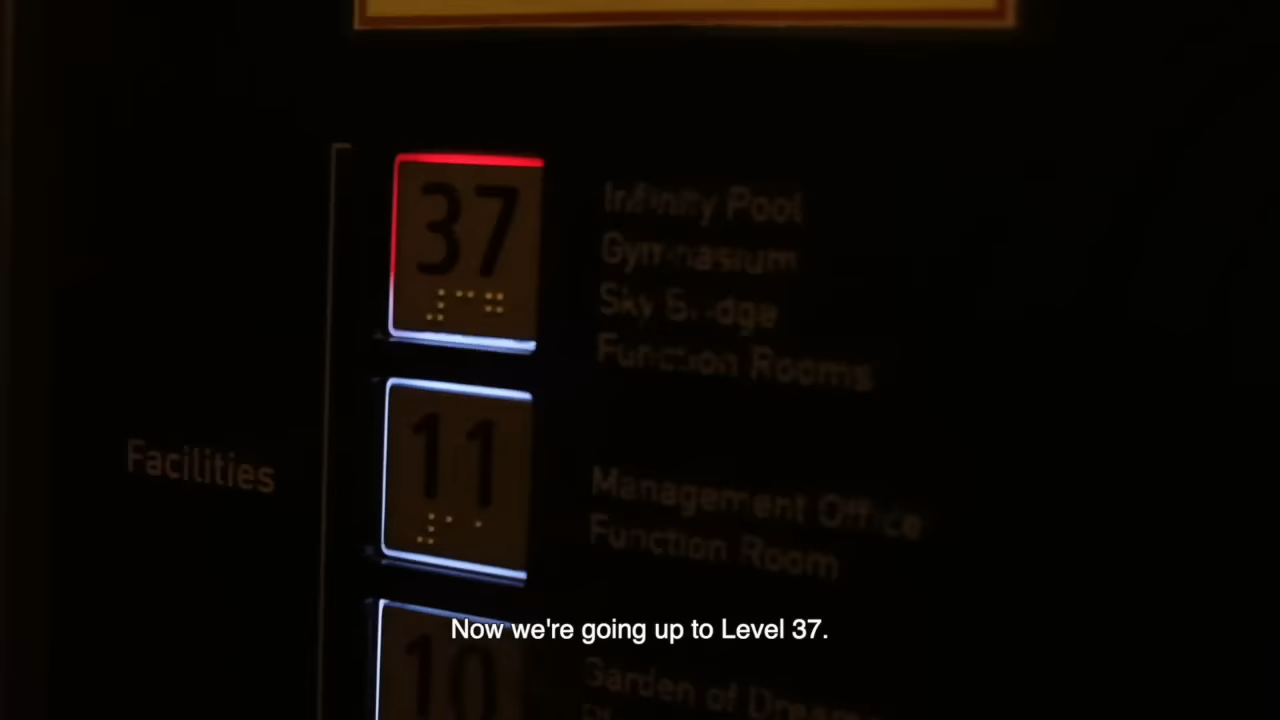 37
Infinity Pool
Gymnasium
Sky Bridge
Function Rooms
Facilities
11
Management Office
Function Room
10
Garden of Dreams
Now we're going up to Level 37.